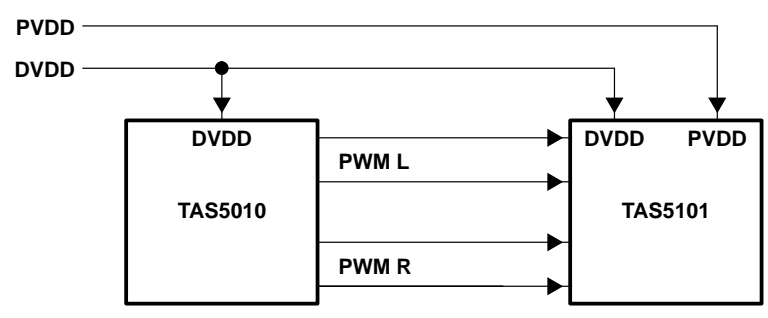 PVDD
DVDD
DVDD
DVDD PVDD
PWM L
TAS5010
TAS5101
PWM R